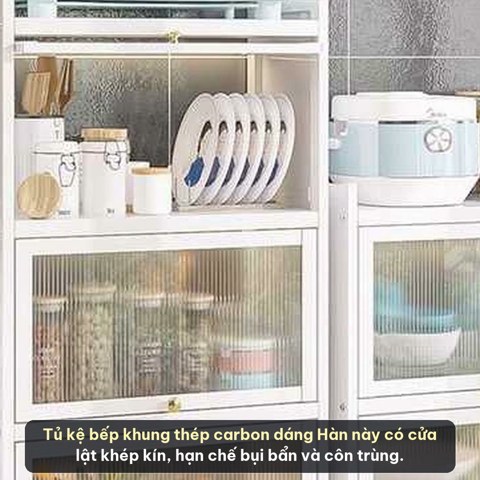 Midea
Tủ kệ bếp khung thép carbon dáng Hàn này có cửa
lật khép kín, hạn chế bụi bẩn và côn trùng.